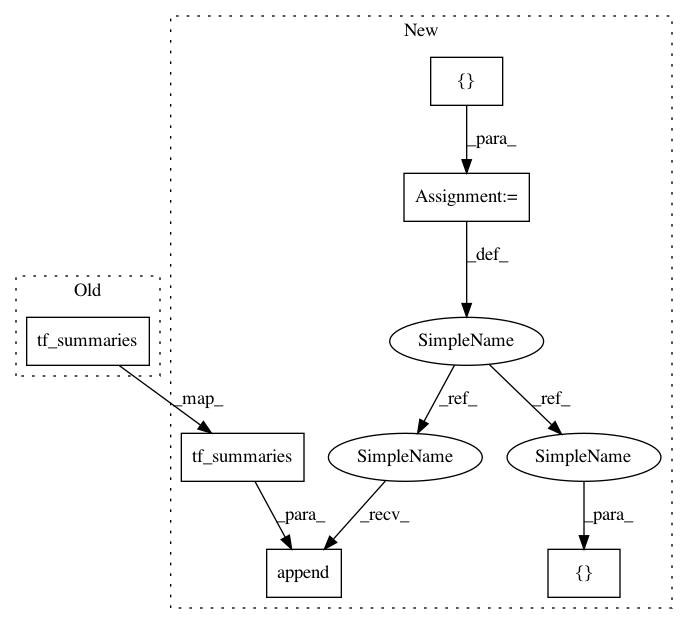 New
{}
_para_
Assignment:=
_def_
Old
tf_summaries
SimpleName
_map_
_ref_
_ref_
tf_summaries
SimpleName
SimpleName
_para_
_recv_
_para_
append
{}